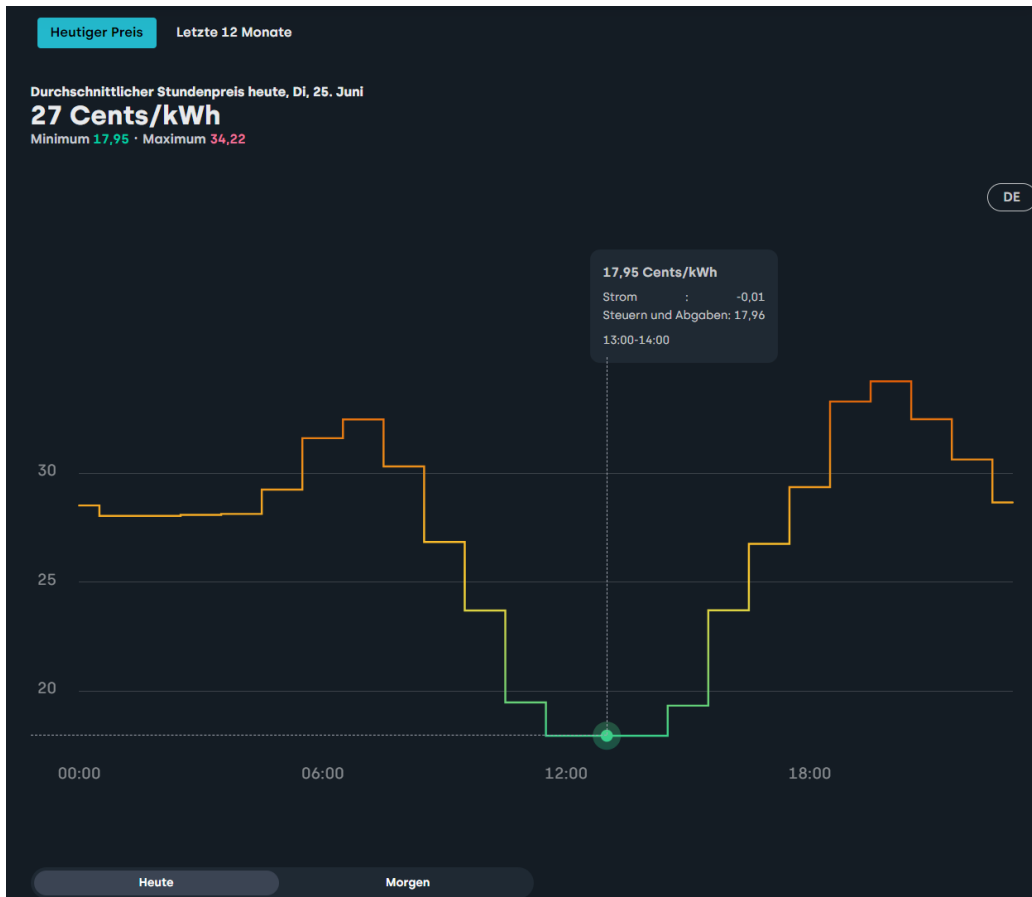 Heutiger Preis Letzte 12 Monate
Durchschnittlicher Stundenpreis heute, Di, 25. Juni
27 Cents/kWh
Minimum 17,95 · Maximum 34,22
DE
17,95 Cents/kWh
Strom : -0,01
Steuern und Abgaben: 17,96
13:00-14:00
30
25
20
00:00 06:00 12:00 18:00
Heute Morgen